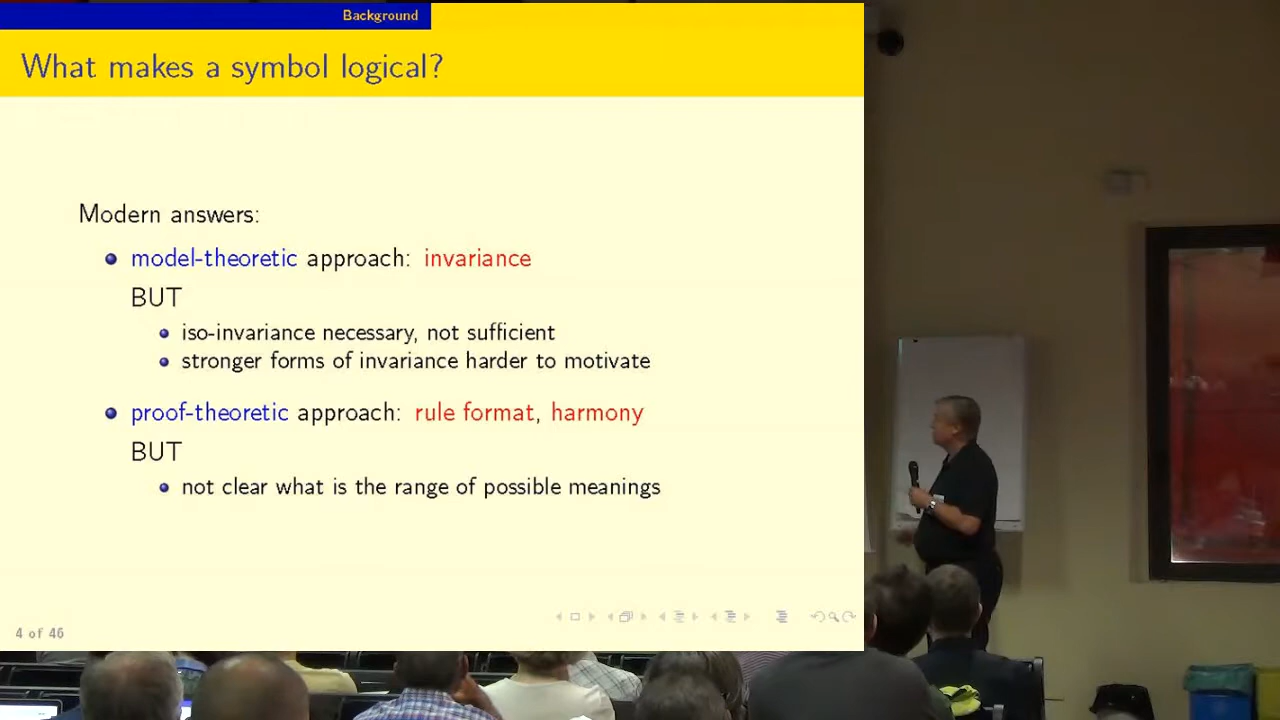 Background
What makes a symbol logical?
Modern answers:
model-theoretic approach: invariance
BUT
iso-invariance necessary, not sufficient
stronger forms of invariance harder to motivate
proof-theoretic approach: rule format, harmony
BUT
not clear what is the range of possible meanings
4 of 46